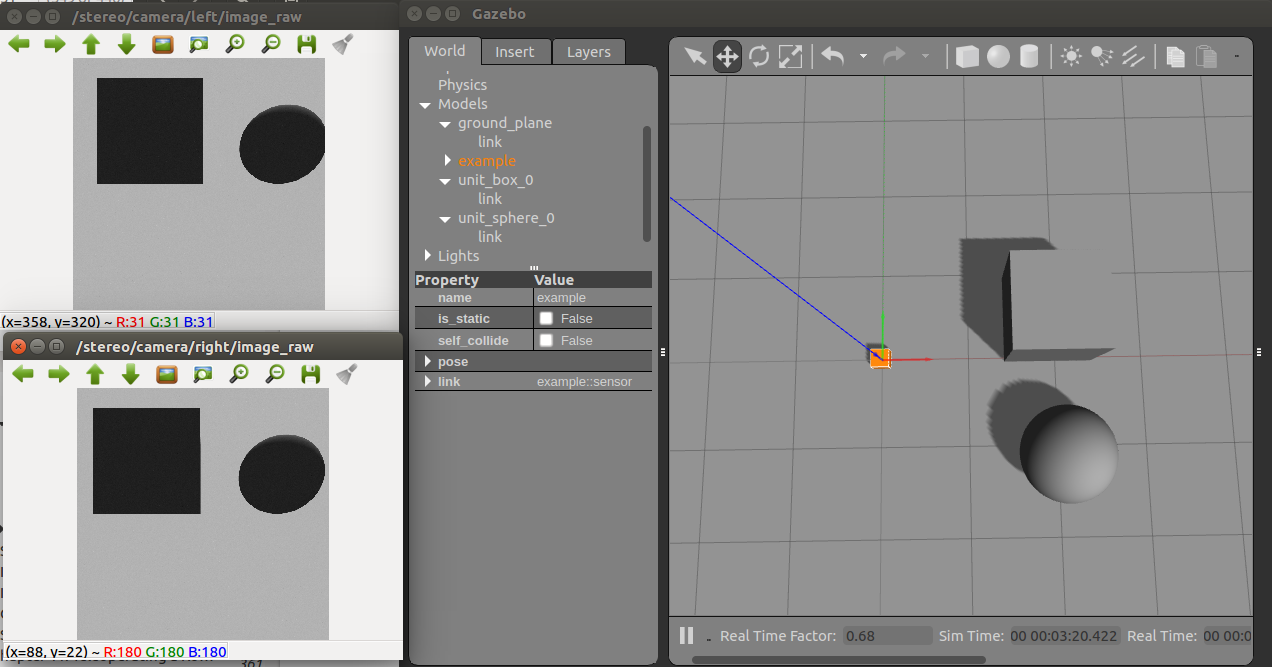 /stereo/camera/left/image_raw
(x=358, y=320) ~ R:31 G:31 B:31
/stereo/camera/right/image_raw
(x=88, y=22) ~ R:180 G:180 B:180
361
Gazebo
World Insert Layers
Physics
Models
ground_plane
link
example
unit_box_0
link
unit_sphere_0
link
Lights
Property Value
name example
is_static False
self_collide False
pose
link example::sensor
Real Time Factor: 0.68 Sim Time: 00 00:03:20.422 Real Time: 00 00:0